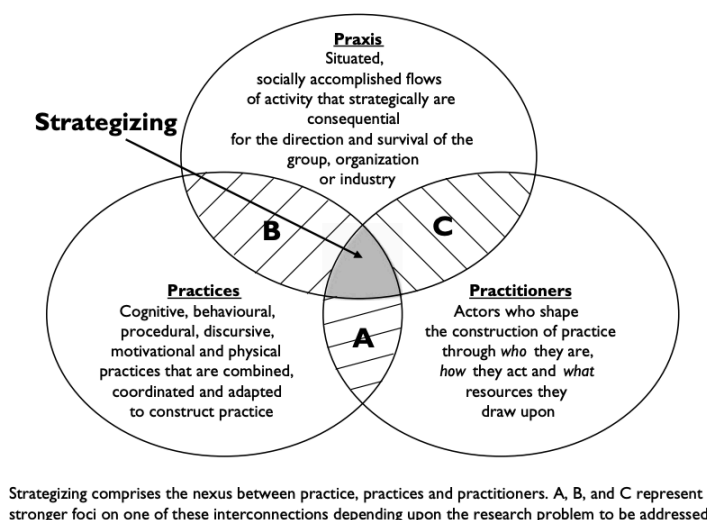 Praxis
Situated,
socially accomplished flows
of activity that strategically are
consequential
for the direction and survival of the
group, organization
or industry
Strategizing
B
C
Practices
Cognitive, behavioural,
procedural, discursive,
motivational and physical
practices that are combined,
coordinated and adapted
to construct practice
A
Practitioners
Actors who shape
the construction of practice
through who they are,
how they act and what
resources they
draw upon
Strategizing comprises the nexus between practice, practices and practitioners. A, B, and C represent
stronger foci on one of these interconnections depending upon the research problem to be addressed